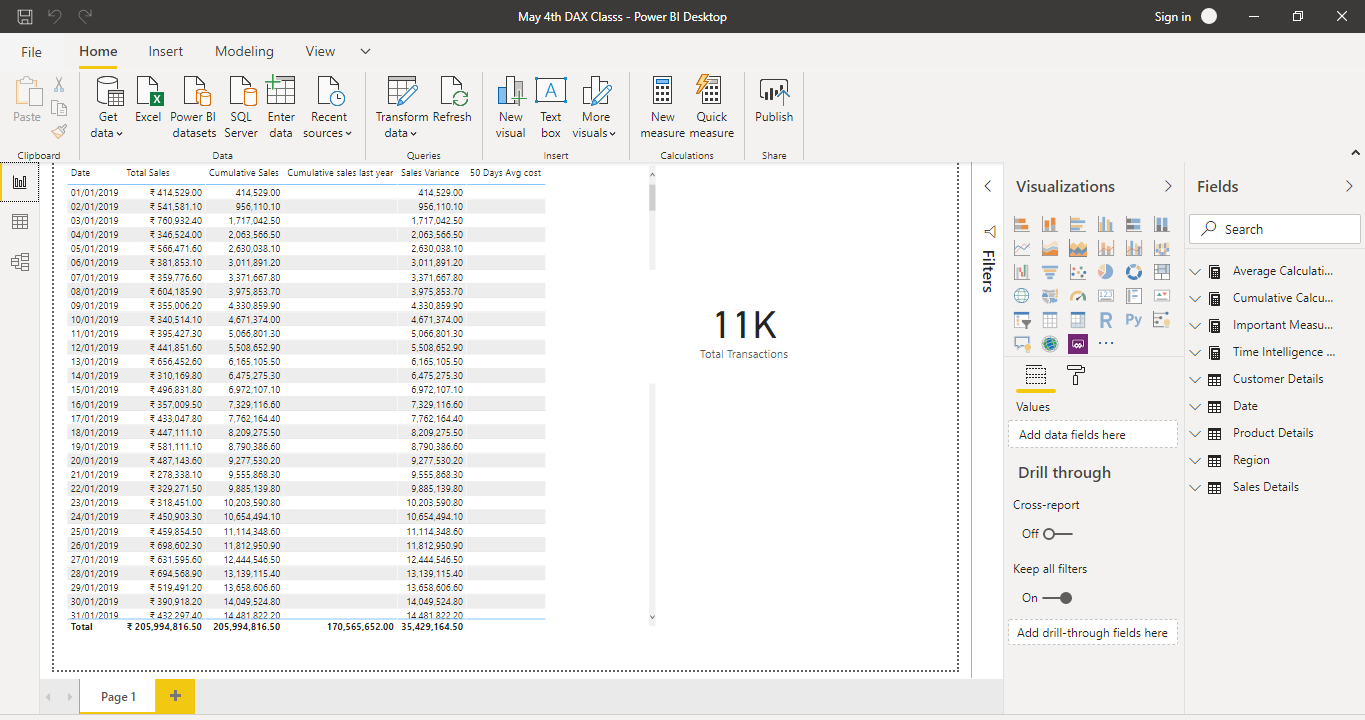 May 4th DAX Classs - Power BI Desktop
Sign in
File Home Insert Modeling View
Paste
Get data
Excel
Power BI datasets
SQL Server
Enter data
Recent sources
Transform data
Refresh
New visual
Text box
More visuals
New measure
Quick measure
Publish
Clipboard Data Queries Insert Calculations Share
Date Total Sales Cumulative Sales Cumulative sales last year Sales Variance 50 Days Avg cost
01/01/2019 ₹ 414,529.00 414,529.00 414,529.00
02/01/2019 ₹ 541,581.10 956,110.10 956,110.10
03/01/2019 ₹ 760,932.40 1,717,042.50 1,717,042.50
04/01/2019 ₹ 346,524.00 2,063,566.50 2,063,566.50
05/01/2019 ₹ 566,471.60 2,630,038.10 2,630,038.10
06/01/2019 ₹ 381,853.10 3,011,891.20 3,011,891.20
07/01/2019 ₹ 359,776.60 3,371,667.80 3,371,667.80
08/01/2019 ₹ 604,185.90 3,975,853.70 3,975,853.70
09/01/2019 ₹ 355,006.20 4,330,859.90 4,330,859.90
10/01/2019 ₹ 340,514.10 4,671,374.00 4,671,374.00
11/01/2019 ₹ 395,427.30 5,066,801.30 5,066,801.30
12/01/2019 ₹ 441,851.60 5,508,652.90 5,508,652.90
13/01/2019 ₹ 656,452.60 6,165,105.50 6,165,105.50
14/01/2019 ₹ 310,169.80 6,475,275.30 6,475,275.30
15/01/2019 ₹ 496,831.80 6,972,107.10 6,972,107.10
16/01/2019 ₹ 357,009.50 7,329,116.60 7,329,116.60
17/01/2019 ₹ 433,047.80 7,762,164.40 7,762,164.40
18/01/2019 ₹ 447,111.10 8,209,275.50 8,209,275.50
19/01/2019 ₹ 581,111.10 8,790,386.60 8,790,386.60
20/01/2019 ₹ 487,143.60 9,277,530.20 9,277,530.20
21/01/2019 ₹ 278,338.10 9,555,868.30 9,555,868.30
22/01/2019 ₹ 329,271.50 9,885,139.80 9,885,139.80
23/01/2019 ₹ 318,451.00 10,203,590.80 10,203,590.80
24/01/2019 ₹ 450,903.30 10,654,494.10 10,654,494.10
25/01/2019 ₹ 459,854.50 11,114,348.60 11,114,348.60
26/01/2019 ₹ 698,602.30 11,812,950.90 11,812,950.90
27/01/2019 ₹ 631,595.60 12,444,546.50 12,444,546.50
28/01/2019 ₹ 694,568.90 13,139,115.40 13,139,115.40
29/01/2019 ₹ 519,491.20 13,658,606.60 13,658,606.60
30/01/2019 ₹ 390,918.20 14,049,524.80 14,049,524.80
31/01/2019 ₹ 432,297.40 14,481,822.20 14,481,822.20
Total ₹ 205,994,816.50 205,994,816.50 170,565,652.00 35,429,164.50
11K
Total Transactions
Filters
Visualizations
R Py
Values
Add data fields here
Drill through
Cross-report
Off
Keep all filters
On
Add drill-through fields here
Fields
Search
Average Calculati...
Cumulative Calcu...
Important Measu...
Time Intelligence ...
Customer Details
Date
Product Details
Region
Sales Details
Page 1